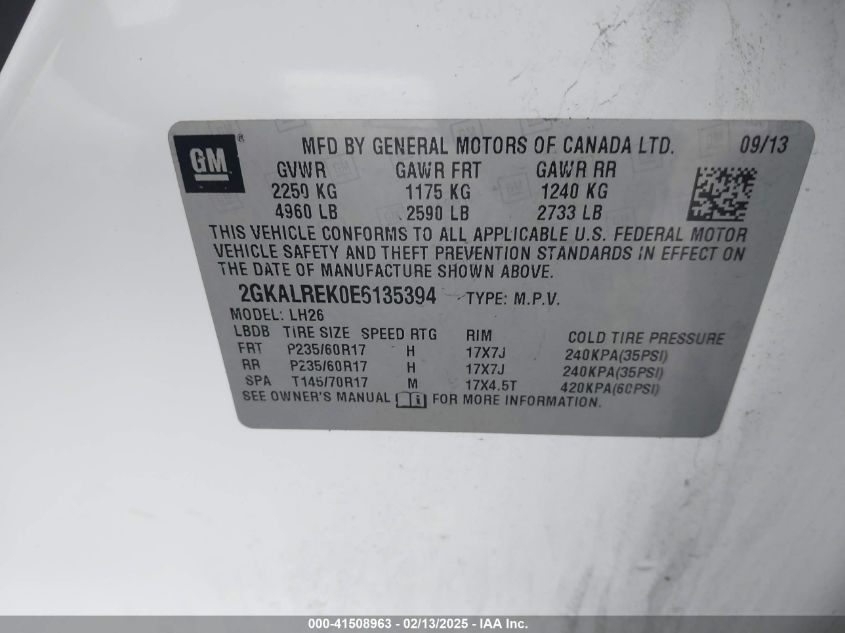 GM ®
MFD BY GENERAL MOTORS OF CANADA LTD. 09/13
GVWR GAWR FRT GAWR RR
2250 KG 1175 KG 1240 KG
4960 LB 2590 LB 2733 LB
THIS VEHICLE CONFORMS TO ALL APPLICABLE U.S. FEDERAL MOTOR
VEHICLE SAFETY AND THEFT PREVENTION STANDARDS IN EFFECT ON
THE DATE OF MANUFACTURE SHOWN ABOVE.
2GKALREK0E6135394 TYPE: M.P.V.
MODEL: LH26
LBDB TIRE SIZE SPEED RTG RIM COLD TIRE PRESSURE
FRT P235/60R17 H 17X7J 240KPA(35PSI)
RR P235/60R17 H 17X7J 240KPA(35PSI)
SPA T145/70R17 M 17X4.5T 420KPA(60PSI)
SEE OWNER'S MANUAL FOR MORE INFORMATION.
000-41508963 - 02/13/2025 - IAA Inc.